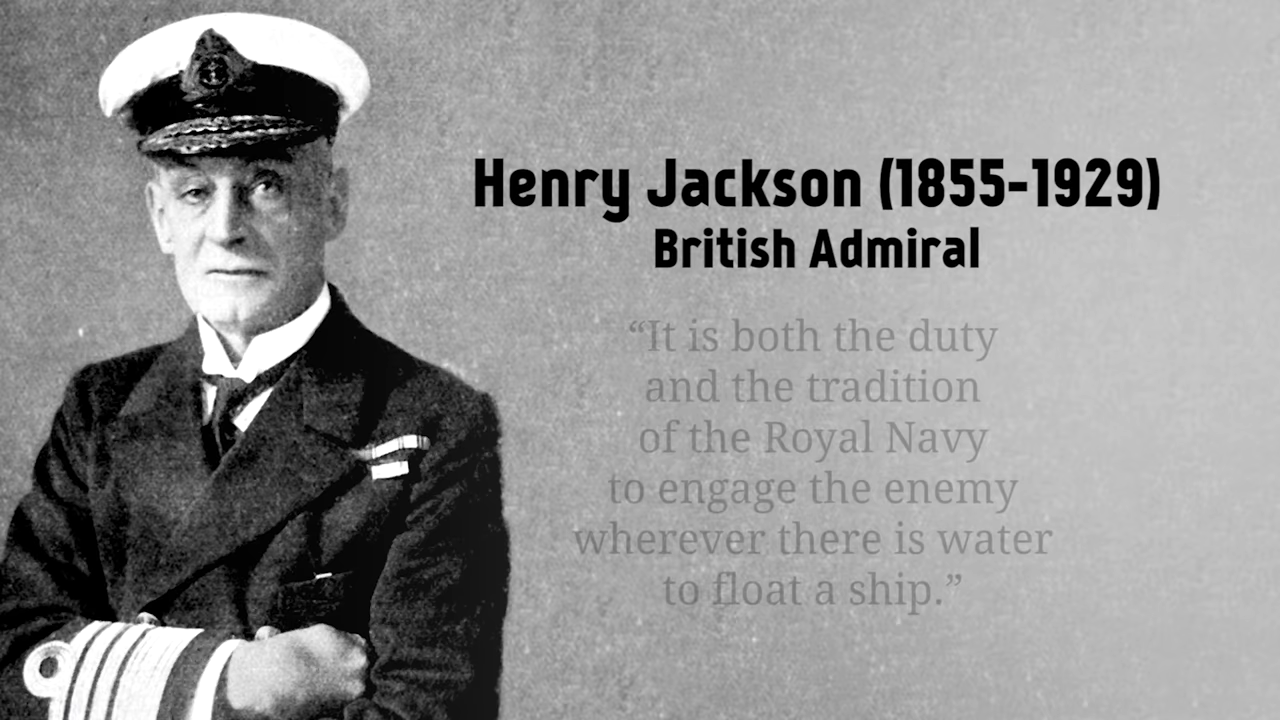 Henry Jackson (1855-1929)
British Admiral
“It is both the duty
and the tradition
of the Royal Navy
to engage the enemy
wherever there is water
to float a ship.”